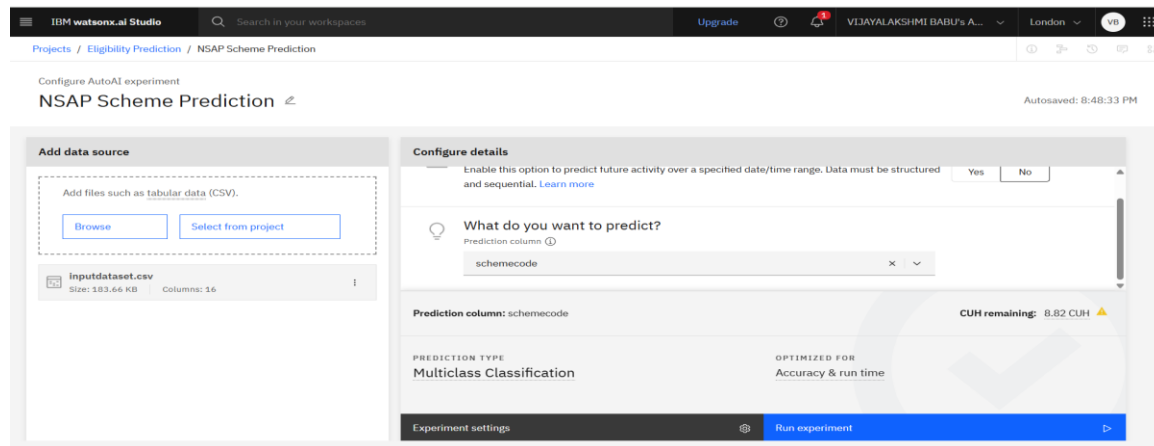 IBM watsonx.ai Studio
Search in your workspaces
Upgrade
1
VIJAYALAKSHMI BABU's A...
London
VB
Projects / Eligibility Prediction / NSAP Scheme Prediction
Configure AutoAI experiment
NSAP Scheme Prediction
Autosaved: 8:48:33 PM
Add data source
Add files such as tabular data (CSV).
Browse
Select from project
inputdataset.csv
Size: 183.66 KB Columns: 16
Configure details
Enable this option to predict future activity over a specified date/time range. Data must be structured
and sequential. Learn more
Yes
No
What do you want to predict?
Prediction column
schemecode
Prediction column: schemecode
CUH remaining: 8.82 CUH
PREDICTION TYPE
Multiclass Classification
OPTIMIZED FOR
Accuracy & run time
Experiment settings
Run experiment